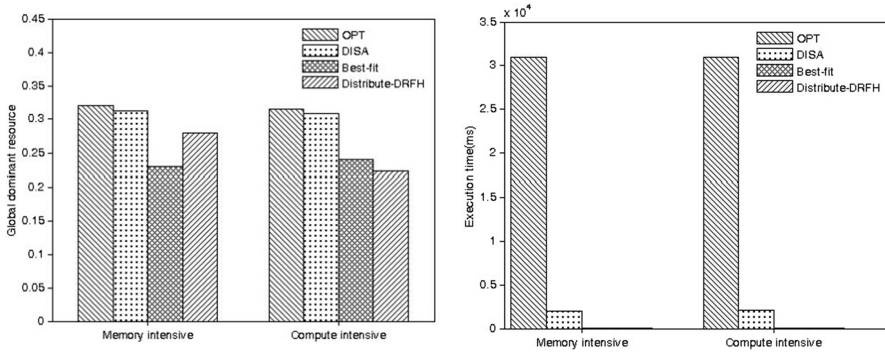 0.45
0.4
0.35
0.3
0.25
0.2
0.15
0.1
0.05
0
Global dominant resource
OPT
DISA
Best-fit
Distribute-DRFH
Memory intensive
Compute intensive
x 10⁴
3.5
3
2.5
2
1.5
1
0.5
0
Execution time(ms)
OPT
DISA
Best-fit
Distribute-DRFH
Memory intensive
Compute intensive